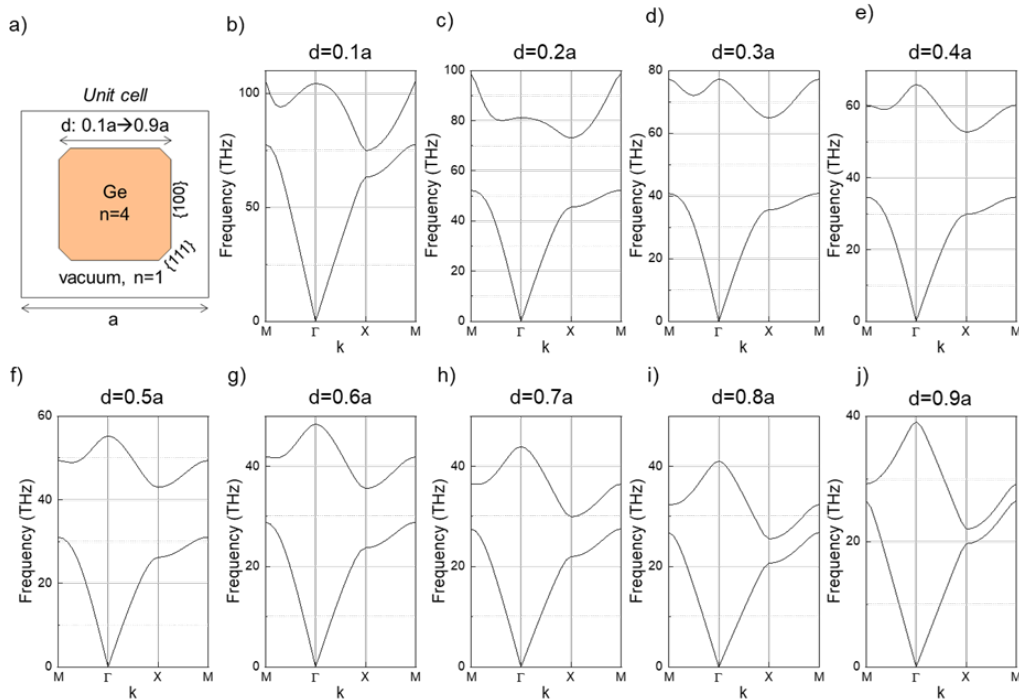 a)
Unit cell
d: 0.1a→0.9a
Ge
n=4
{100}
{111}
vacuum, n=1
a
b)
d=0.1a
Frequency (THz)
100
50
0
M Γ X M
k
c)
d=0.2a
Frequency (THz)
100
80
60
40
20
0
M Γ X M
k
d)
d=0.3a
Frequency (THz)
80
60
40
20
0
M Γ X M
k
e)
d=0.4a
Frequency (THz)
60
40
20
0
M Γ X M
k
f)
d=0.5a
Frequency (THz)
60
40
20
0
M Γ X M
k
g)
d=0.6a
Frequency (THz)
40
20
0
M Γ X M
k
h)
d=0.7a
Frequency (THz)
40
20
0
M Γ X M
k
i)
d=0.8a
Frequency (THz)
40
20
0
M Γ X M
k
j)
d=0.9a
Frequency (THz)
40
20
0
M Γ X M
k